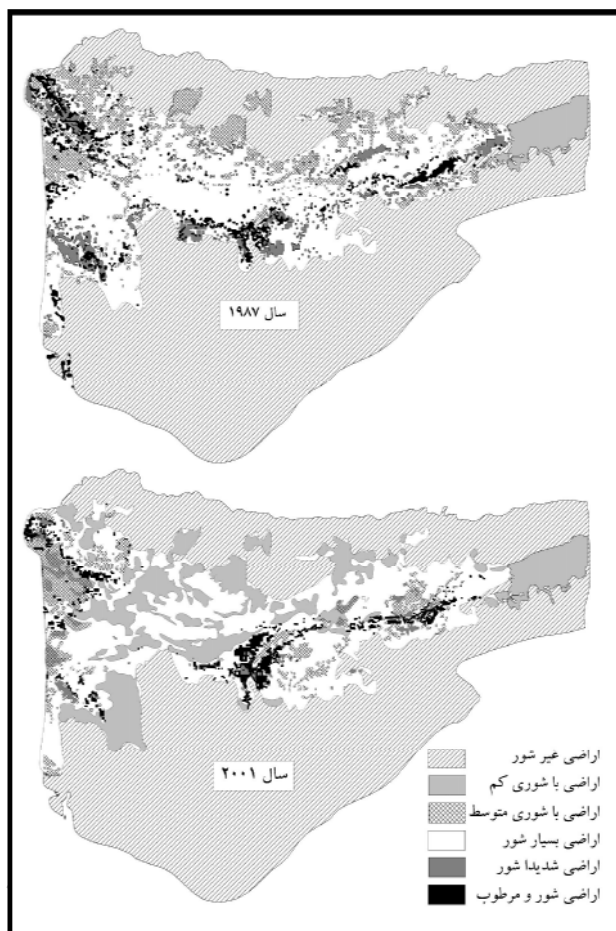 سال ۱۹۸۷
سال ۲۰۰۱
اراضی غیر شور
اراضی با شوری کم
اراضی با شوری متوسط
اراضی بسیار شور
اراضی شدیدا شور
اراضی شور و مرطوب